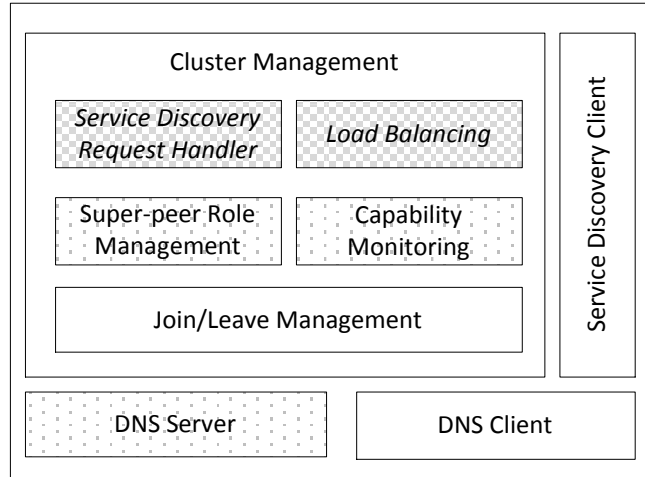 Cluster Management
Service Discovery
Request Handler
Load Balancing
Super-peer Role
Management
Capability
Monitoring
Join/Leave Management
Service Discovery Client
DNS Server
DNS Client